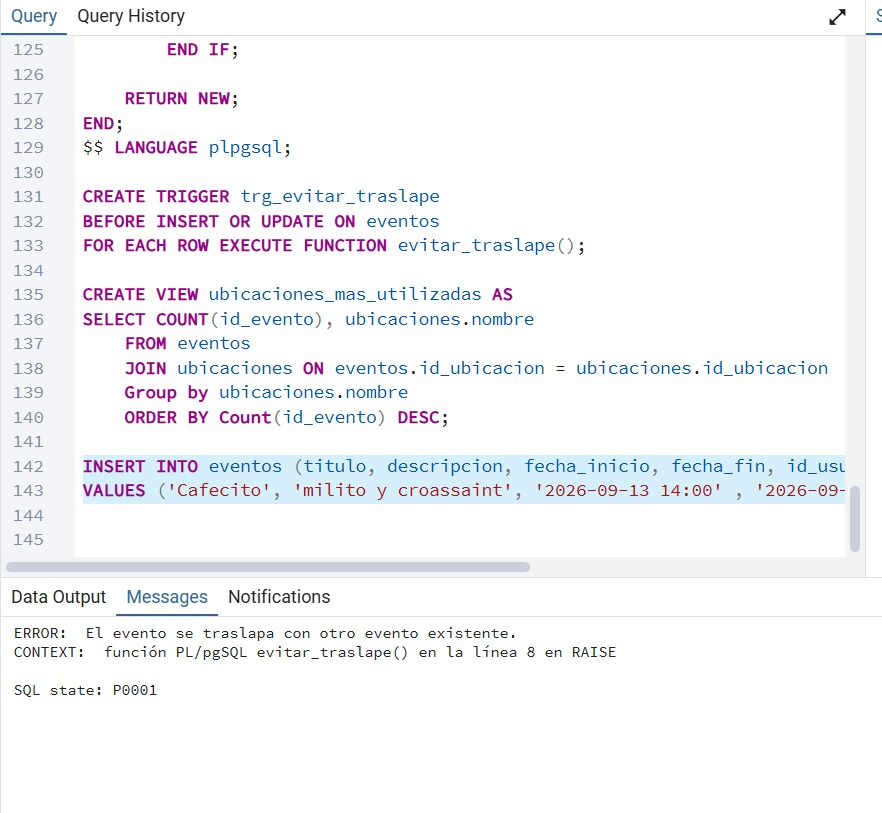 Query Query History
125 END IF;
126
127 RETURN NEW;
128 END;
129 $$ LANGUAGE plpgsql;
130
131 CREATE TRIGGER trg_evitar_traslape
132 BEFORE INSERT OR UPDATE ON eventos
133 FOR EACH ROW EXECUTE FUNCTION evitar_traslape();
134
135 CREATE VIEW ubicaciones_mas_utilizadas AS
136 SELECT COUNT(id_evento), ubicaciones.nombre
137 FROM eventos
138 JOIN ubicaciones ON eventos.id_ubicacion = ubicaciones.id_ubicacion
139 Group by ubicaciones.nombre
140 ORDER BY Count(id_evento) DESC;
141
142 INSERT INTO eventos (titulo, descripcion, fecha_inicio, fecha_fin, id_usu
143 VALUES ('Cafecito', 'milito y croassaint', '2026-09-13 14:00' , '2026-09-
144
145
Data Output Messages Notifications
ERROR: El evento se traslapa con otro evento existente.
CONTEXT: función PL/pgSQL evitar_traslape() en la línea 8 en RAISE
SQL state: P0001